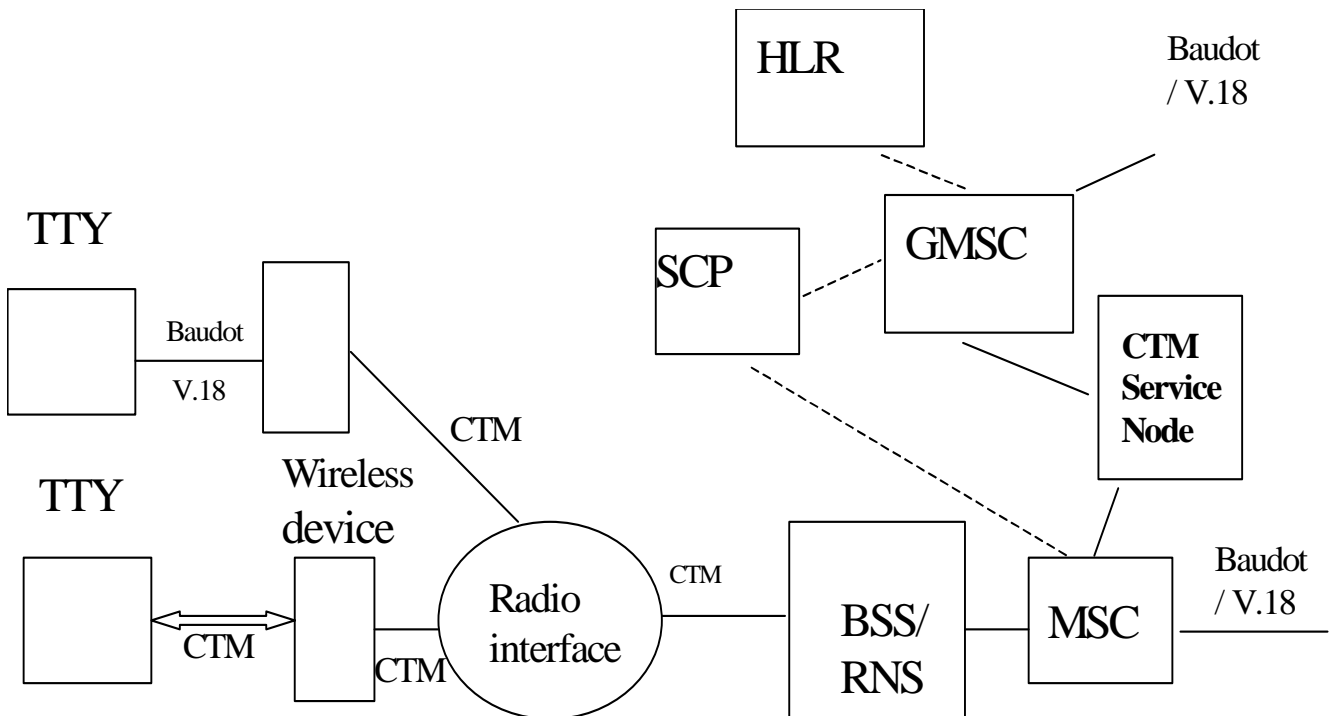 HLR
Baudot
/ V.18
TTY
GMSC
SCP
Baudot
V.18
CTM
Service
Node
CTM
Wireless
device
TTY
CTM
Radio
interface
CTM
CTM
BSS/
RNS
MSC
Baudot
/ V.18